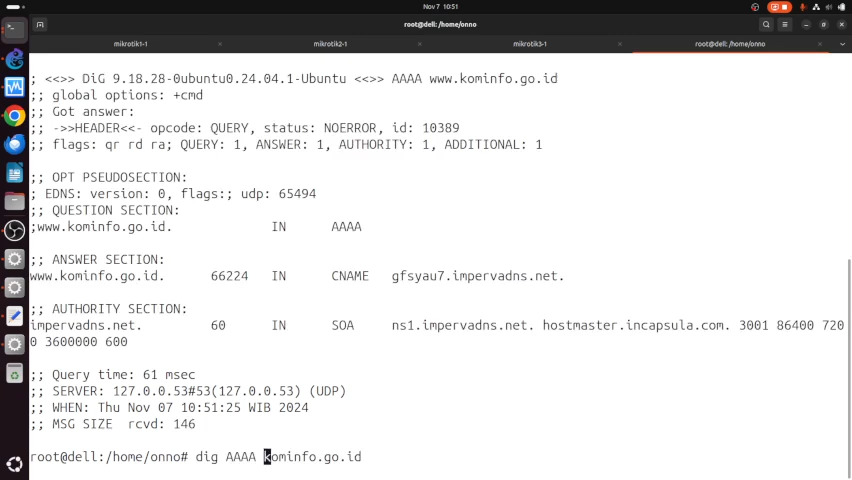 Nov 7 10:51
root@dell: /home/onno
mikrotik1-1 × mikrotik2-1 × mikrotik3-1 × root@dell: /home/onno ×
; <<>> DiG 9.18.28-0ubuntu0.24.04.1-Ubuntu <<>> AAAA www.kominfo.go.id
;; global options: +cmd
;; Got answer:
;; ->>HEADER<<- opcode: QUERY, status: NOERROR, id: 10389
;; flags: qr rd ra; QUERY: 1, ANSWER: 1, AUTHORITY: 1, ADDITIONAL: 1
;; OPT PSEUDOSECTION:
; EDNS: version: 0, flags:; udp: 65494
;; QUESTION SECTION:
;www.kominfo.go.id. IN AAAA
;; ANSWER SECTION:
www.kominfo.go.id. 66224 IN CNAME gfsyau7.impervadns.net.
;; AUTHORITY SECTION:
impervadns.net. 60 IN SOA ns1.impervadns.net. hostmaster.incapsula.com. 3001 86400 720
0 3600000 600
;; Query time: 61 msec
;; SERVER: 127.0.0.53#53(127.0.0.53) (UDP)
;; WHEN: Thu Nov 07 10:51:25 WIB 2024
;; MSG SIZE rcvd: 146
root@dell:/home/onno# dig AAAA kominfo.go.id